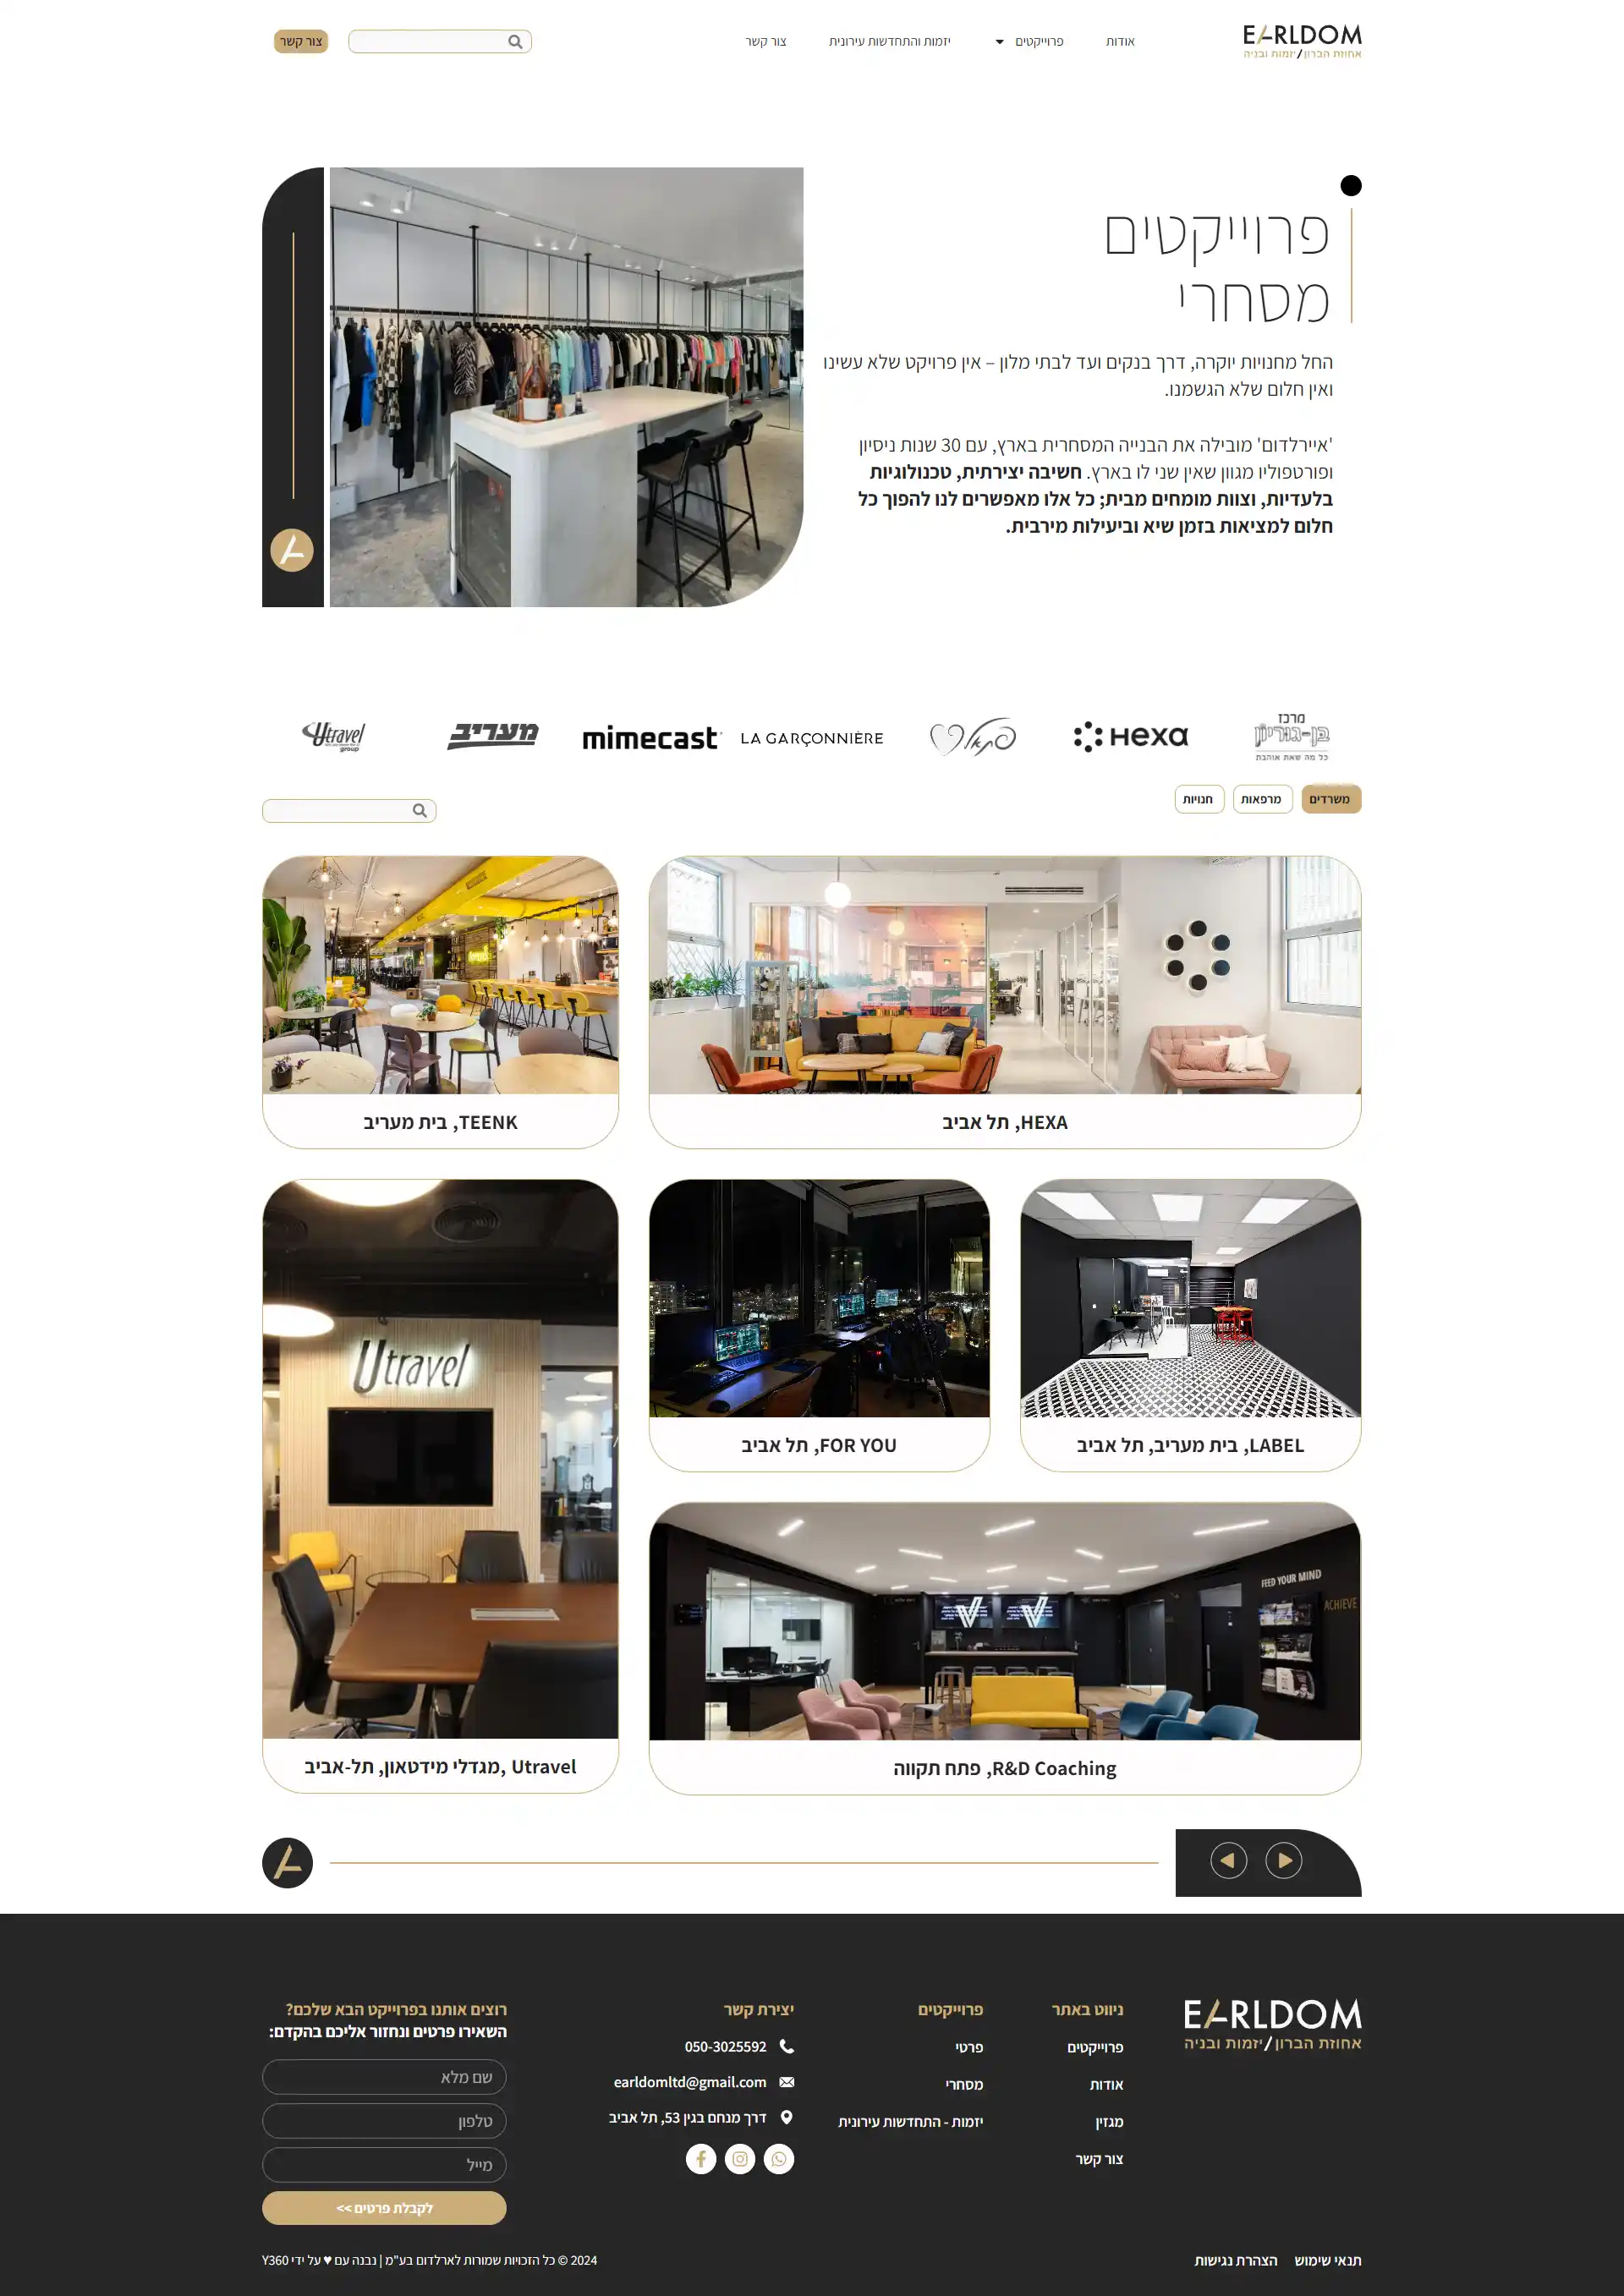 EARLDOM
אחוזת הברון/יזמות ובניה
אודות
פרוייקטים
יזמות והתחדשות עירונית
צור קשר
צור קשר
פרוייקטים
מסחרי
החל מחנויות יוקרה, דרך בנקים ועד לבתי מלון – אין פרויקט שלא עשינו
ואין חלום שלא הגשמנו.
'איירלדום' מובילה את הבנייה המסחרית בארץ, עם 30 שנות ניסיון
ופורטפוליו מגוון שאין שני לו בארץ. חשיבה יצירתית, טכנולוגיות
בלעדיות, וצוות מומחים מבית; כל אלו מאפשרים לנו להפוך כל
חלום למציאות בזמן שיא וביעילות מירבית.
מרכז
בן-גוריון
כל מה שאת אוהבת
Hexa
פתאל
LA GARÇONNIÈRE
mimecast
מעריב
Utravel
group
משרדים
מרפאות
חנויות
HEXA, תל אביב
TEENK, בית מעריב
LABEL, בית מעריב, תל אביב
FOR YOU, תל אביב
Utravel
Utravel ,מגדלי מידטאון, תל-אביב
FEED YOUR MIND
ACHIEVE
R&D Coaching, פתח תקווה
EARLDOM
אחוזת הברון/יזמות ובניה
ניווט באתר
פרוייקטים
אודות
מגזין
צור קשר
פרוייקטים
פרטי
מסחרי
יזמות - התחדשות עירונית
יצירת קשר
050-3025592
earldomltd@gmail.com
דרך מנחם בגין 53, תל אביב
רוצים אותנו בפרוייקט הבא שלכם?
השאירו פרטים ונחזור אליכם בהקדם:
שם מלא
טלפון
מייל
לקבלת פרטים >>
תנאי שימוש
הצהרת נגישות
2024 © כל הזכויות שמורות לארלדום בע"מ | נבנה עם ♥ על ידי Y360